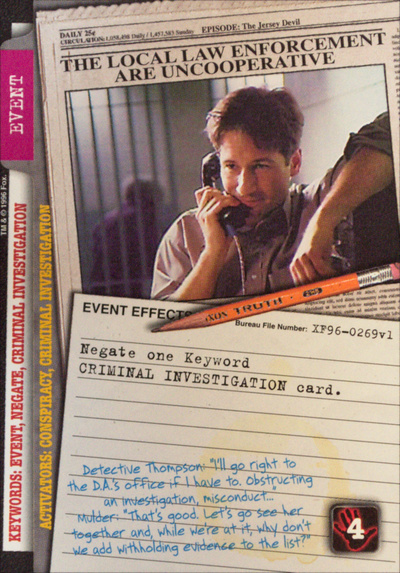 DAILY 25¢
EPISODE: The Jersey Devil
CIRCULATION: 1,058,498 Daily / 1,457,583 Sunday
THE LOCAL LAW ENFORCEMENT
ARE UNCOOPERATIVE
EVENT
TM & © 1996 Fox.
KEYWORDS: EVENT, NEGATE, CRIMINAL INVESTIGATION
ACTIVATORS: CONSPIRACY, CRIMINAL INVESTIGATION
EVENT EFFECTS
TRUTH
Bureau File Number: XF96-0269v1
Negate one Keyword
CRIMINAL INVESTIGATION card.
Detective Thompson: "I'll go right to
the D.A.'s office if I have to. Obstructing
an investigation, misconduct..."
Mulder: "That's good. Let's go see her
together and, while we're at it, why don't
we add withholding evidence to the list?"
4